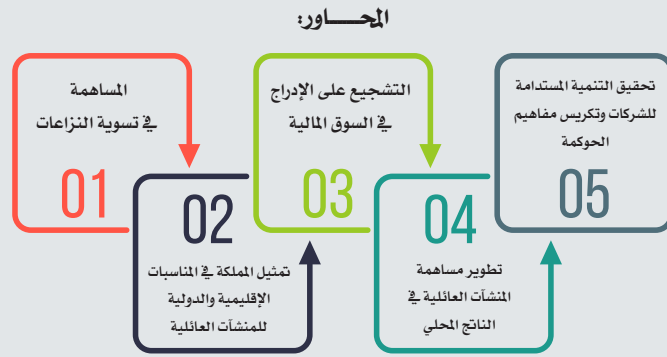 المحـــاور:
المساهمة
في تسوية النزاعات
01
02
تمثيل المملكة في المناسبات
الإقليمية والدولية
للمنشآت العائلية
التشجيع على الإدراج
في السوق المالية
03
04
تطوير مساهمة
المنشآت العائلية في
الناتج المحلي
تحقيق التنمية المستدامة
للشركات وتكريس مفاهيم
الحوكمة
05